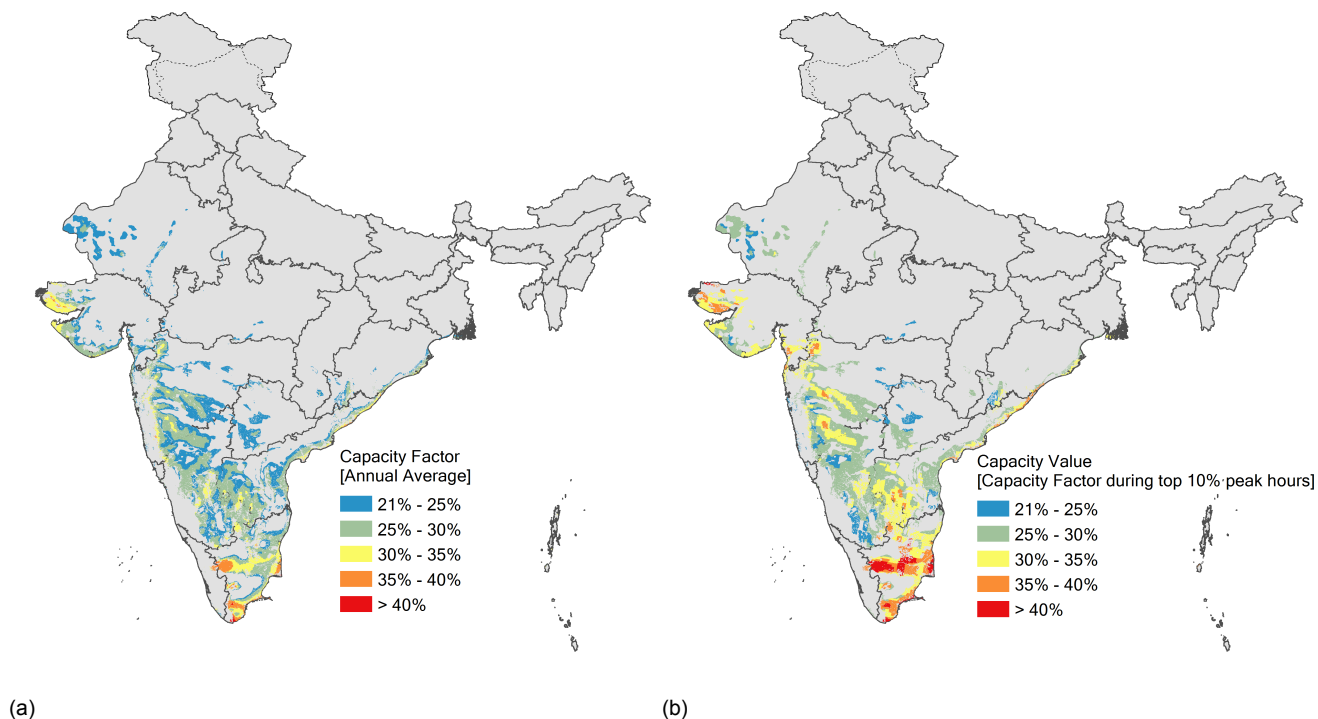 Capacity Factor
[Annual Average]
21% - 25%
25% - 30%
30% - 35%
35% - 40%
> 40%
(a)
Capacity Value
[Capacity Factor during top 10% peak hours]
21% - 25%
25% - 30%
30% - 35%
35% - 40%
> 40%
(b)